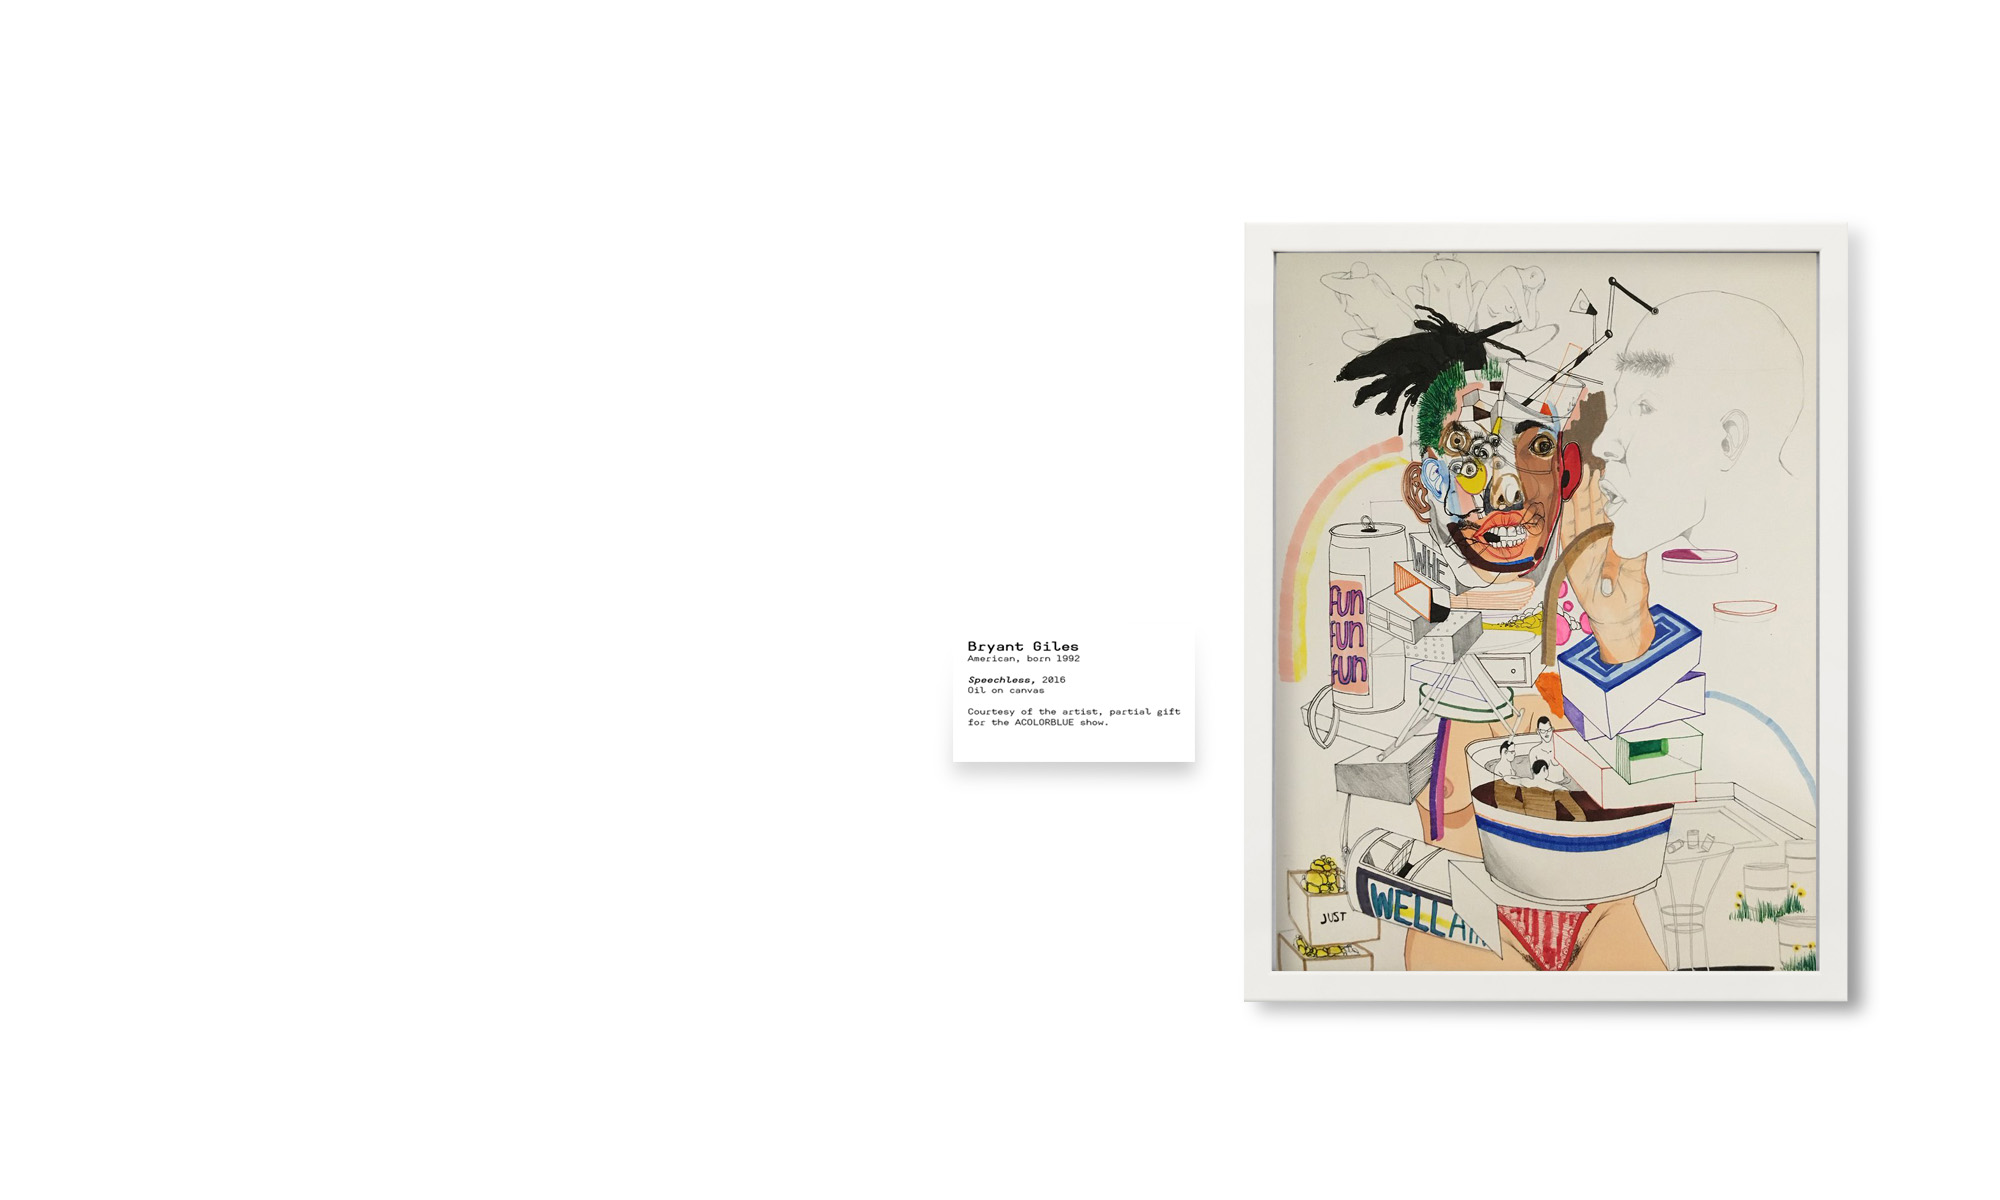 Bryant Giles
American, born 1992
Speechless, 2016
Oil on canvas
Courtesy of the artist, partial gift
for the ACOLORBLUE show.
WHE
fun
fun
fun
JUST
WELL